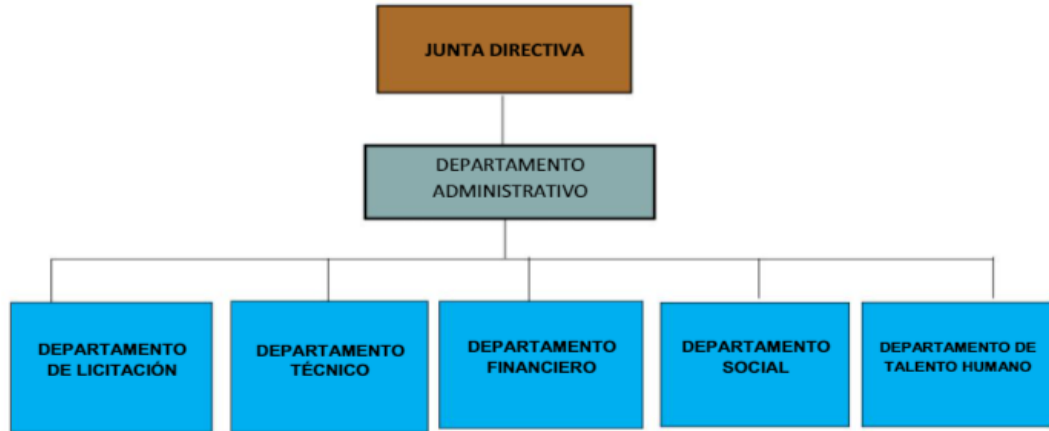 JUNTA DIRECTIVA
DEPARTAMENTO
ADMINISTRATIVO
DEPARTAMENTO
DE LICITACIÓN
DEPARTAMENTO
TÉCNICO
DEPARTAMENTO
FINANCIERO
DEPARTAMENTO
SOCIAL
DEPARTAMENTO DE
TALENTO HUMANO